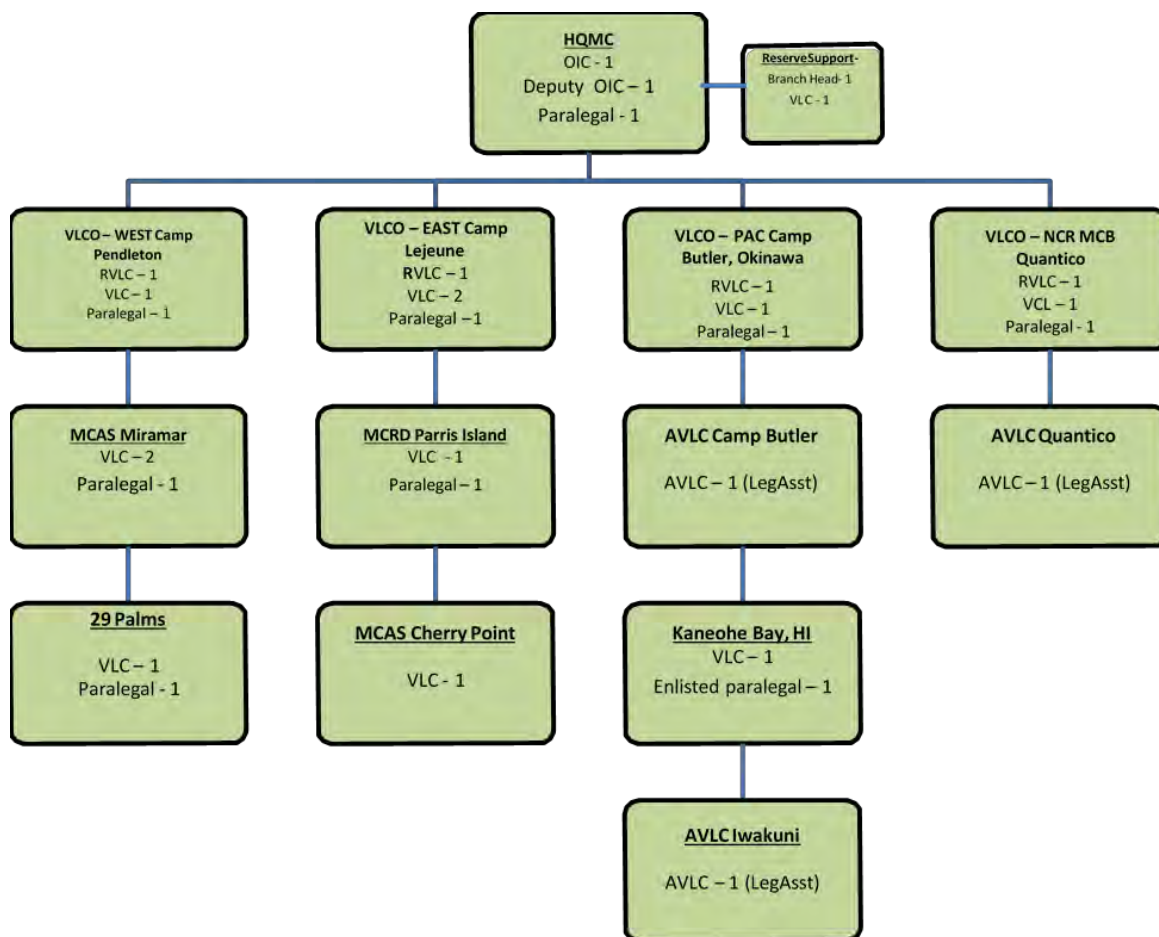 HQMC
OIC - 1
Deputy OIC – 1
Paralegal - 1
ReserveSupport-
Branch Head- 1
VLC - 1
VLCO – WEST Camp
Pendleton
RVLC – 1
VLC – 1
Paralegal – 1
VLCO – EAST Camp
Lejeune
RVLC – 1
VLC – 2
Paralegal – 1
VLCO – PAC Camp
Butler, Okinawa
RVLC – 1
VLC – 1
Paralegal – 1
VLCO – NCR MCB
Quantico
RVLC – 1
VCL – 1
Paralegal - 1
MCAS Miramar
VLC – 2
Paralegal - 1
MCRD Parris Island
VLC - 1
Paralegal – 1
AVLC Camp Butler
AVLC – 1 (LegAsst)
AVLC Quantico
AVLC – 1 (LegAsst)
29 Palms
VLC – 1
Paralegal - 1
MCAS Cherry Point
VLC - 1
Kaneohe Bay, HI
VLC – 1
Enlisted paralegal – 1
AVLC Iwakuni
AVLC – 1 (LegAsst)